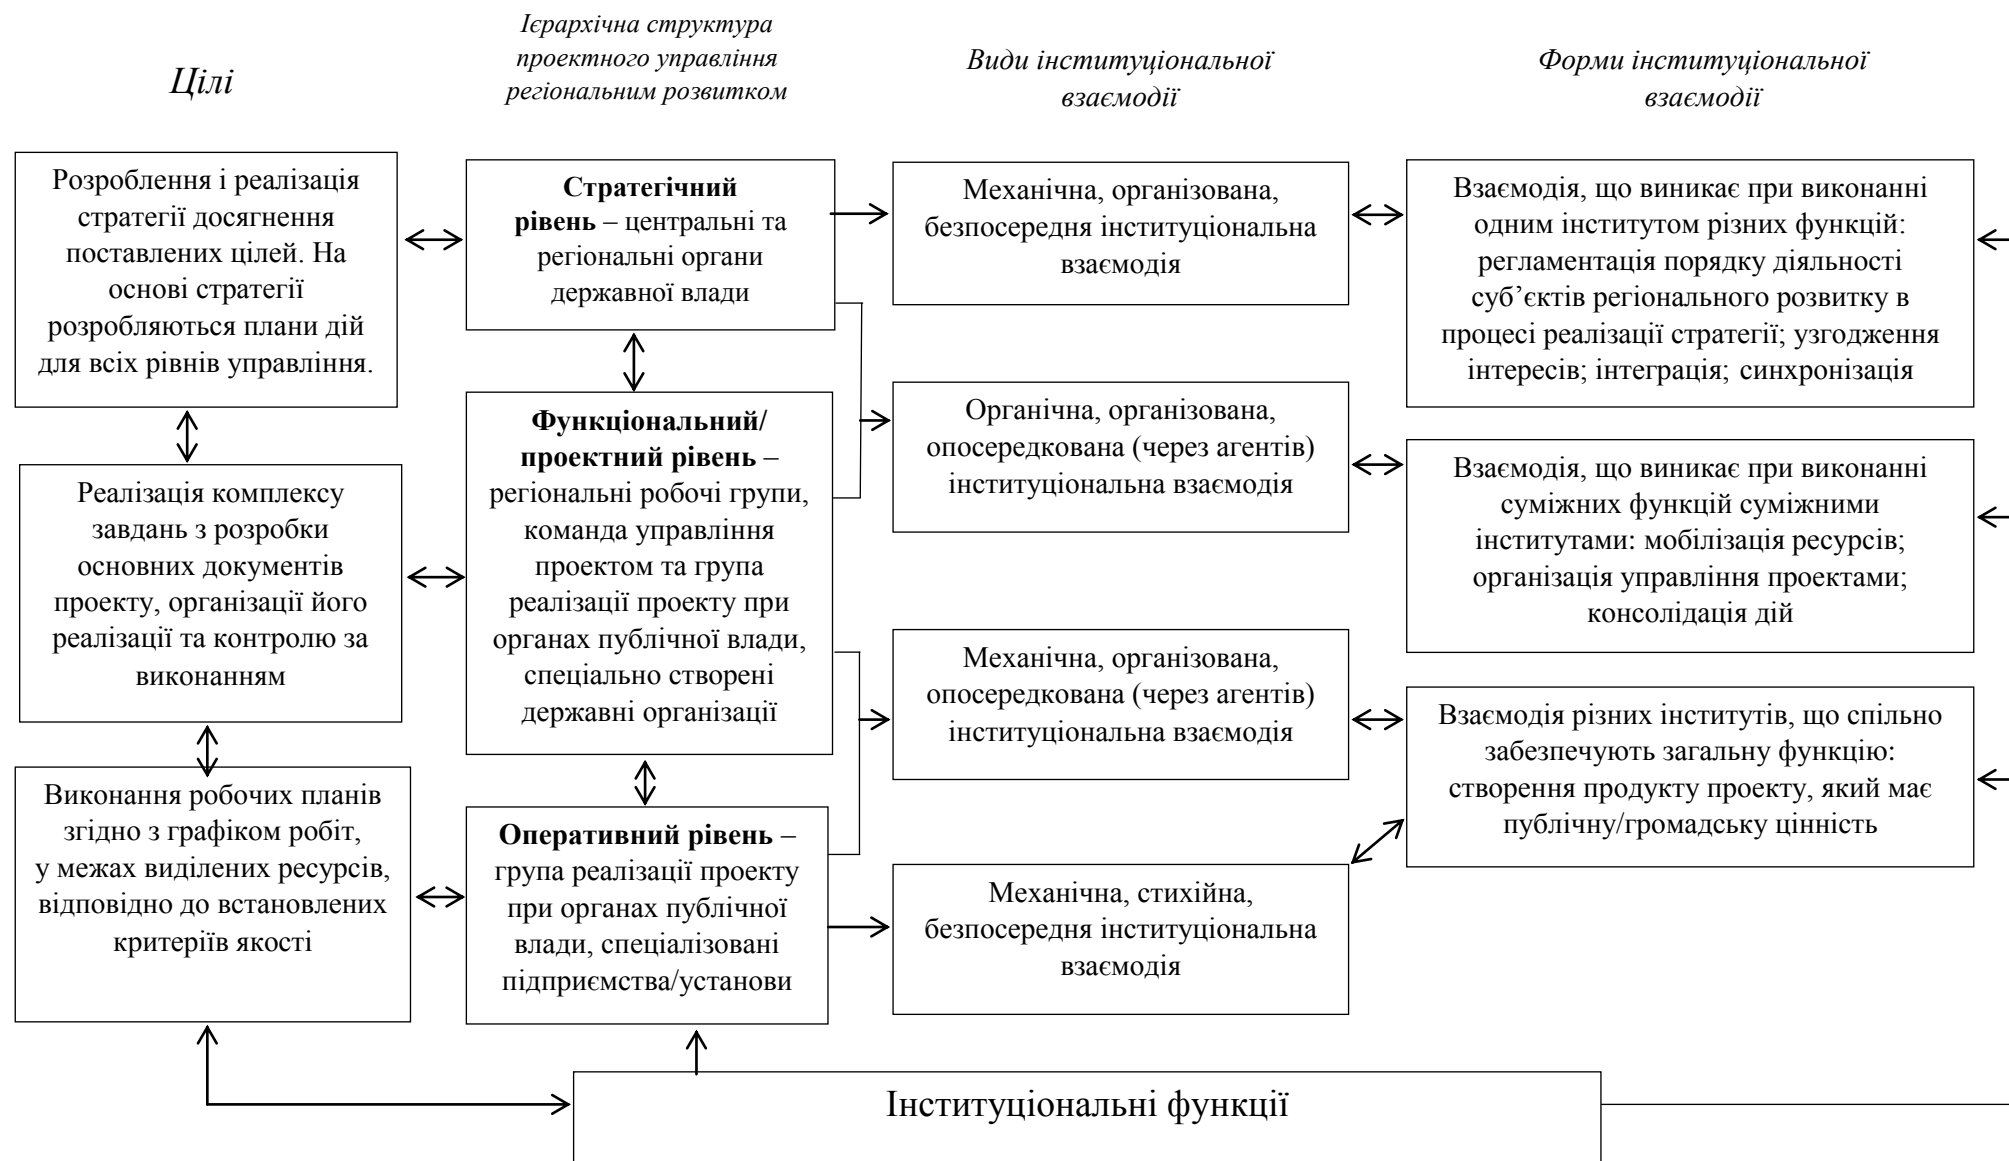 Цілі
Ієрархічна структура
проектного управління
регіональним розвитком
Види інституціональної
взаємодії
Форми інституціональної
взаємодії
Розроблення і реалізація
стратегії досягнення
поставлених цілей. На
основі стратегії
розробляються плани дій
для всіх рівнів управління.
Стратегічний
рівень – центральні та
регіональні органи
державної влади
Механічна, організована,
безпосередня інституціональна
взаємодія
Взаємодія, що виникає при виконанні
одним інститутом різних функцій:
регламентація порядку діяльності
суб’єктів регіонального розвитку в
процесі реалізації стратегії; узгодження
інтересів; інтеграція; синхронізація
Реалізація комплексу
завдань з розробки
основних документів
проекту, організації його
реалізації та контролю за
виконанням
Функціональний/
проектний рівень –
регіональні робочі групи,
команда управління
проектом та група
реалізації проекту при
органах публічної влади,
спеціально створені
державні організації
Органічна, організована,
опосередкована (через агентів)
інституціональна взаємодія
Взаємодія, що виникає при виконанні
суміжних функцій суміжними
інститутами: мобілізація ресурсів;
організація управління проектами;
консолідація дій
Механічна, організована,
опосередкована (через агентів)
інституціональна взаємодія
Взаємодія різних інститутів, що спільно
забезпечують загальну функцію:
створення продукту проекту, який має
публічну/громадську цінність
Виконання робочих планів
згідно з графіком робіт,
у межах виділених ресурсів,
відповідно до встановлених
критеріїв якості
Оперативний рівень –
група реалізації проекту
при органах публічної
влади, спеціалізовані
підприємства/установи
Механічна, стихійна,
безпосередня інституціональна
взаємодія
Інституціональні функції